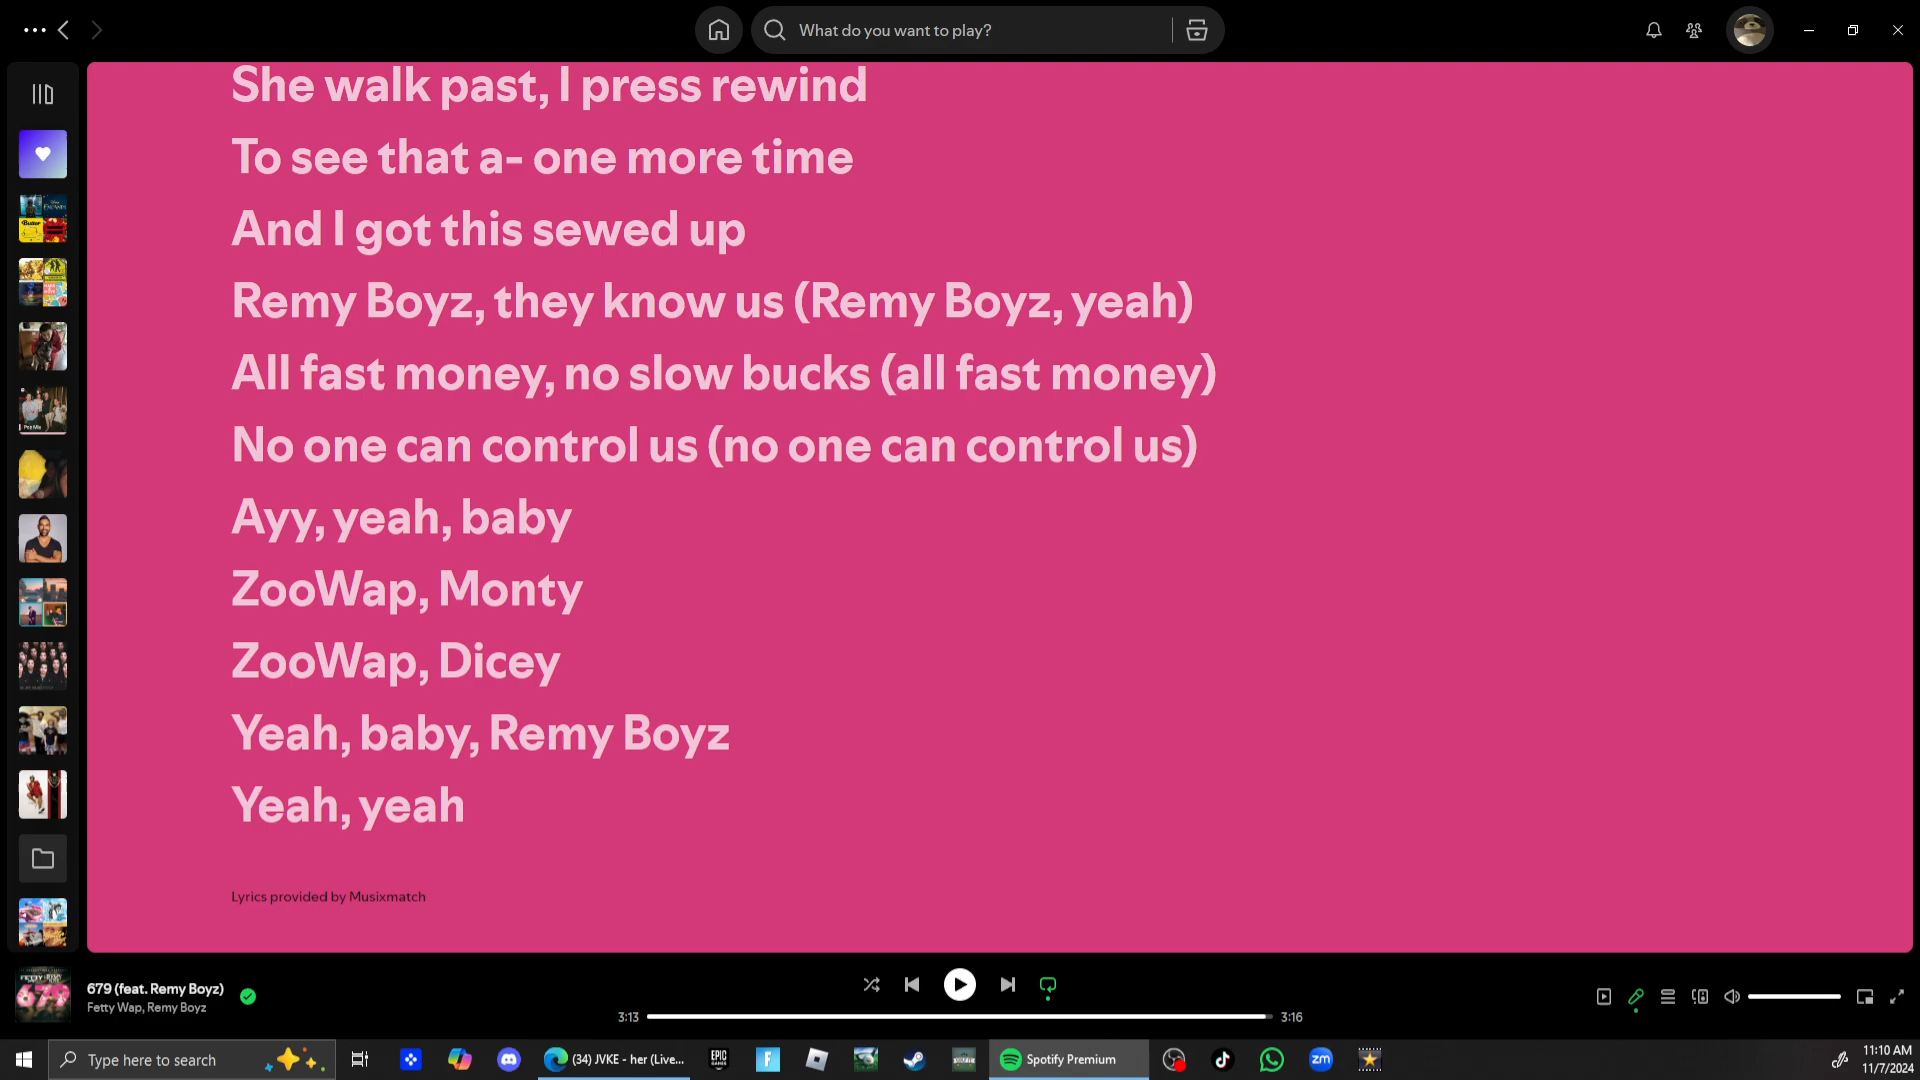 What do you want to play?
She walk past, I press rewind
To see that a- one more time
And I got this sewed up
Remy Boyz, they know us (Remy Boyz, yeah)
All fast money, no slow bucks (all fast money)
No one can control us (no one can control us)
Ayy, yeah, baby
ZooWap, Monty
ZooWap, Dicey
Yeah, baby, Remy Boyz
Yeah, yeah
Lyrics provided by Musixmatch
679 (feat. Remy Boyz)
Fetty Wap, Remy Boyz
3:13
3:16
Type here to search
(34) JVKE - her (Live...
EPIC
GAMES
Spotify Premium
zm
11:10 AM
11/7/2024